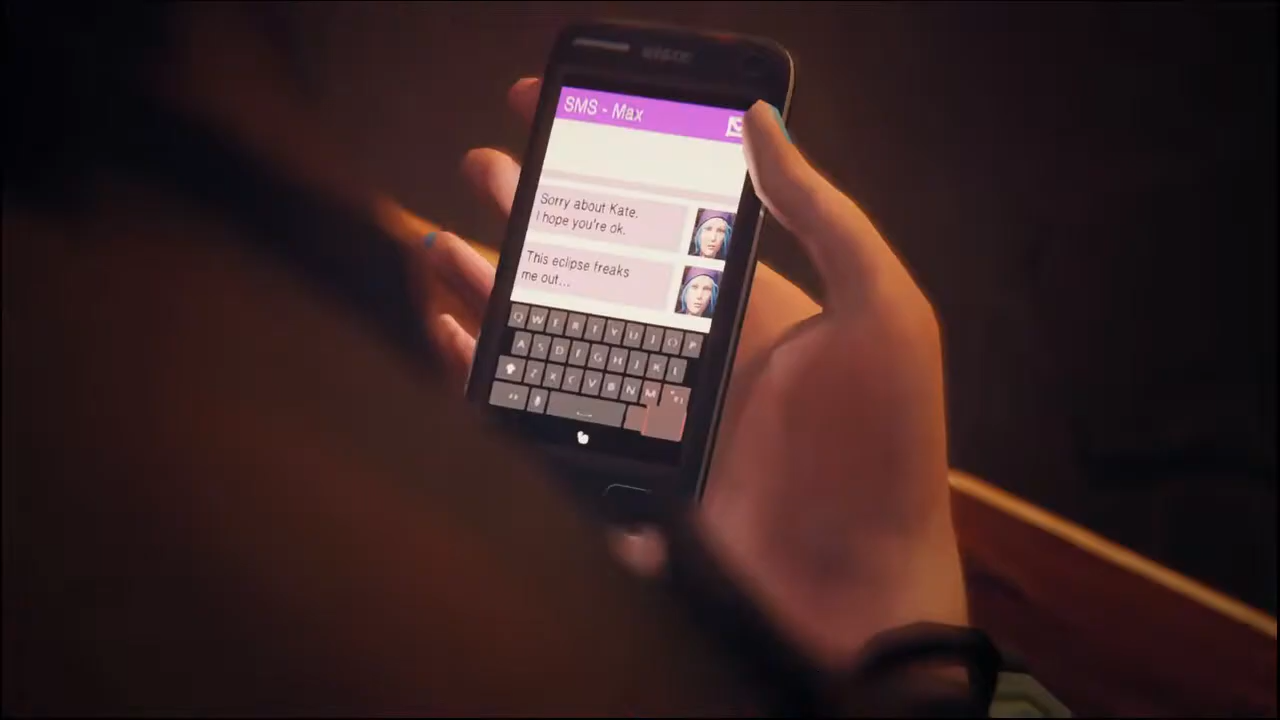 SMS - Max
Sorry about Kate.
I hope you're ok.
This eclipse freaks
me out...
Q W E R T Y U I O P
A S D F G H J K L
Z X C V B N M